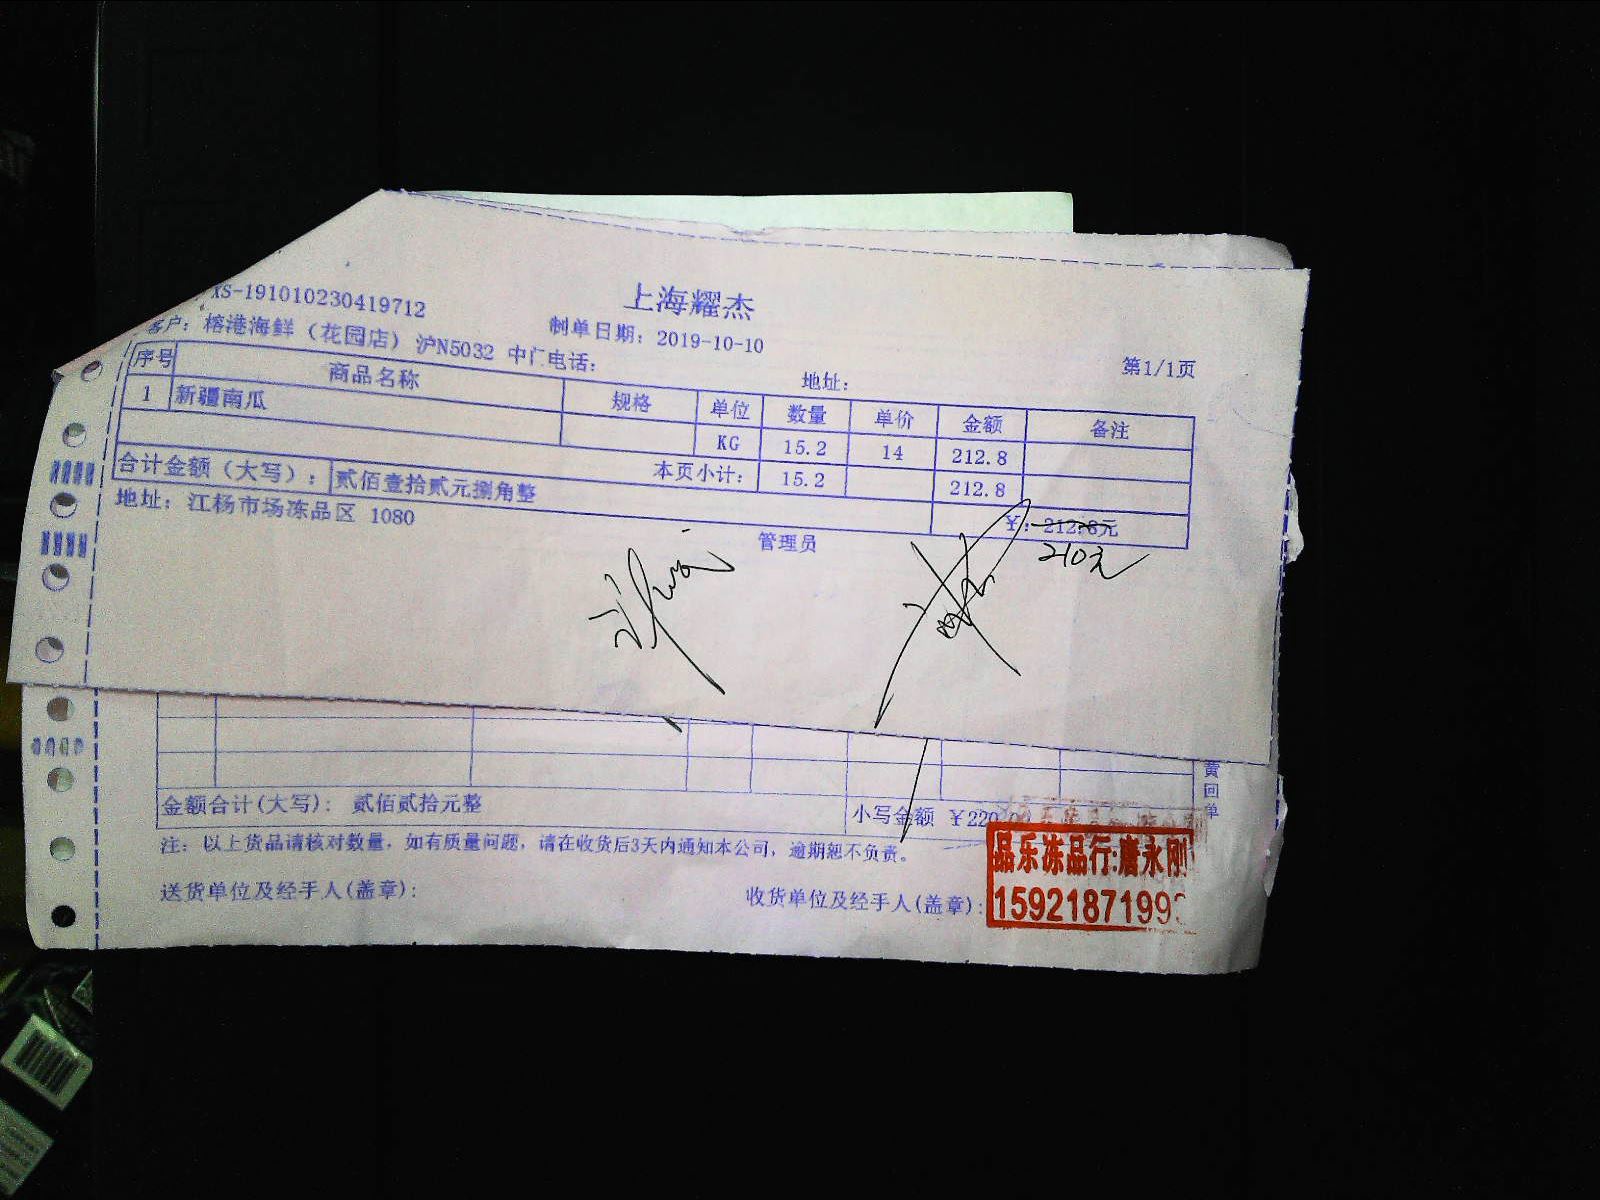 上海耀杰
XS-191010230419712
制单日期：2019-10-10
第1/1页
客户：榕港海鲜（花园店）沪N5032 中门电话：
地址：
序号 商品名称 规格 单位 数量 单价 金额 备注
1 新疆南瓜 KG 15.2 14 212.8
本页小计： 15.2 212.8
合计金额（大写）：贰佰壹拾贰元捌角整 ￥：212.8元
210元
地址：江杨市场冻品区 1080
管理员
黄回单
金额合计(大写)： 贰佰贰拾元整 小写金额 ￥220.00
注：以上货品请核对数量，如有质量问题，请在收货后3天内通知本公司，逾期恕不负责。
送货单位及经手人(盖章)： 收货单位及经手人(盖章)：
品乐冻品行:唐永刚
1592187199